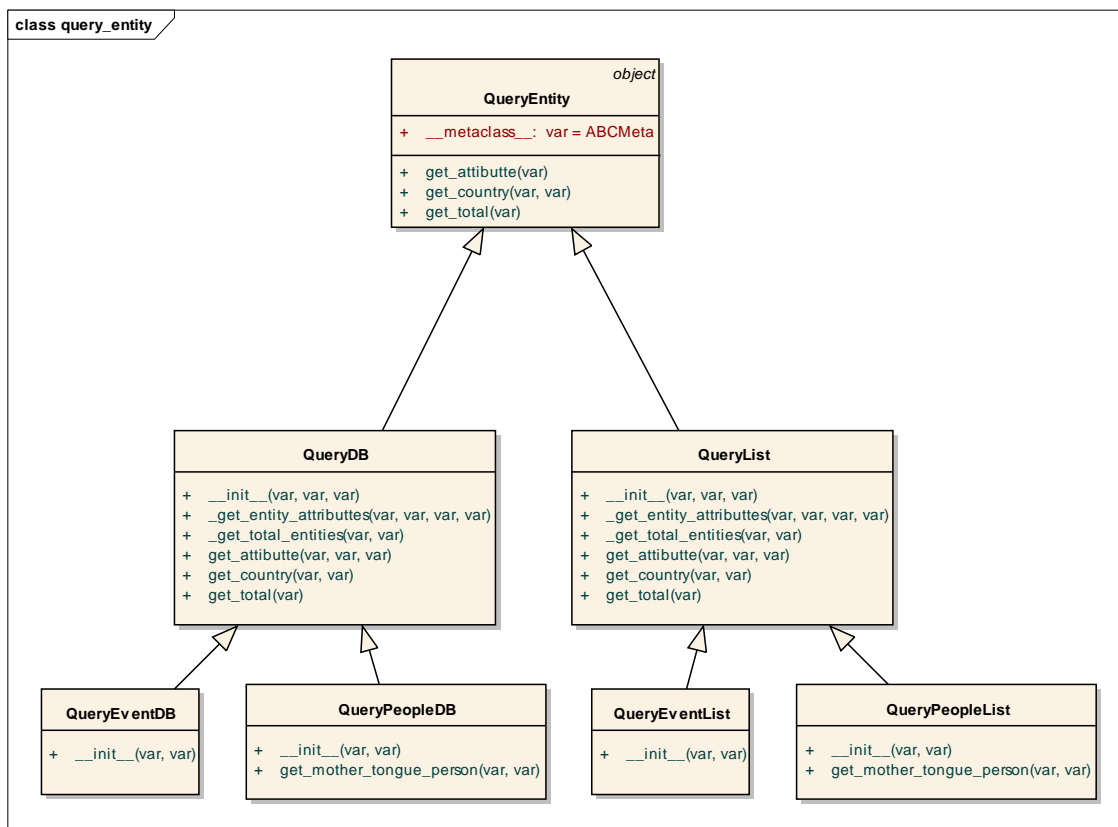 class query_entity
object
QueryEntity
+ __metaclass__: var = ABCMeta
+ get_attibutte(var)
+ get_country(var, var)
+ get_total(var)
QueryDB
+ __init__(var, var, var)
+ _get_entity_attributtes(var, var, var, var)
+ _get_total_entities(var, var)
+ get_attibutte(var, var, var)
+ get_country(var, var)
+ get_total(var)
QueryList
+ __init__(var, var, var)
+ _get_entity_attributtes(var, var, var, var)
+ _get_total_entities(var, var)
+ get_attibutte(var, var, var)
+ get_country(var, var)
+ get_total(var)
QueryEventDB
+ __init__(var, var)
QueryPeopleDB
+ __init__(var, var)
+ get_mother_tongue_person(var, var)
QueryEventList
+ __init__(var, var)
QueryPeopleList
+ __init__(var, var)
+ get_mother_tongue_person(var, var)